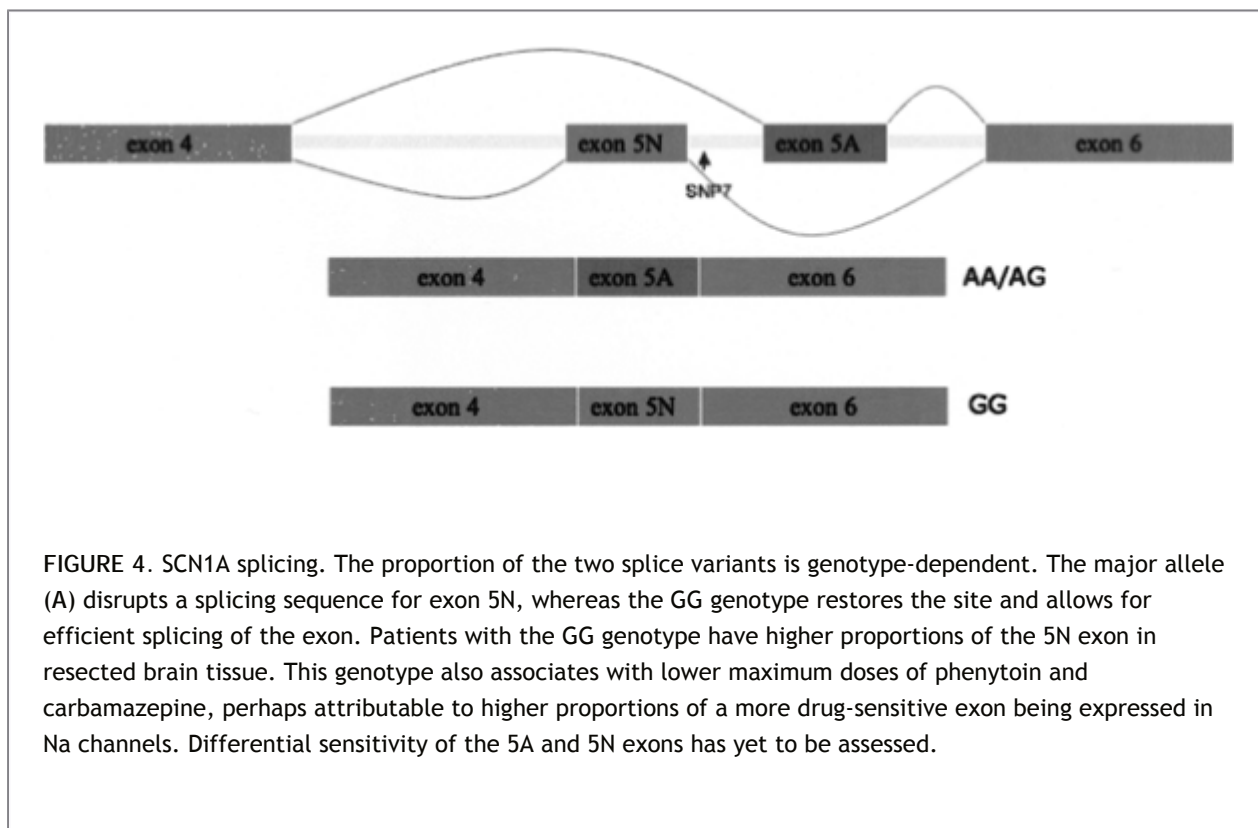 exon 4 exon 5N exon 5A exon 6
SNP7
exon 4 exon 5A exon 6 AA/AG
exon 4 exon 5N exon 6 GG
FIGURE 4. SCN1A splicing. The proportion of the two splice variants is genotype-dependent. The major allele
(A) disrupts a splicing sequence for exon 5N, whereas the GG genotype restores the site and allows for
efficient splicing of the exon. Patients with the GG genotype have higher proportions of the 5N exon in
resected brain tissue. This genotype also associates with lower maximum doses of phenytoin and
carbamazepine, perhaps attributable to higher proportions of a more drug-sensitive exon being expressed in
Na channels. Differential sensitivity of the 5A and 5N exons has yet to be assessed.